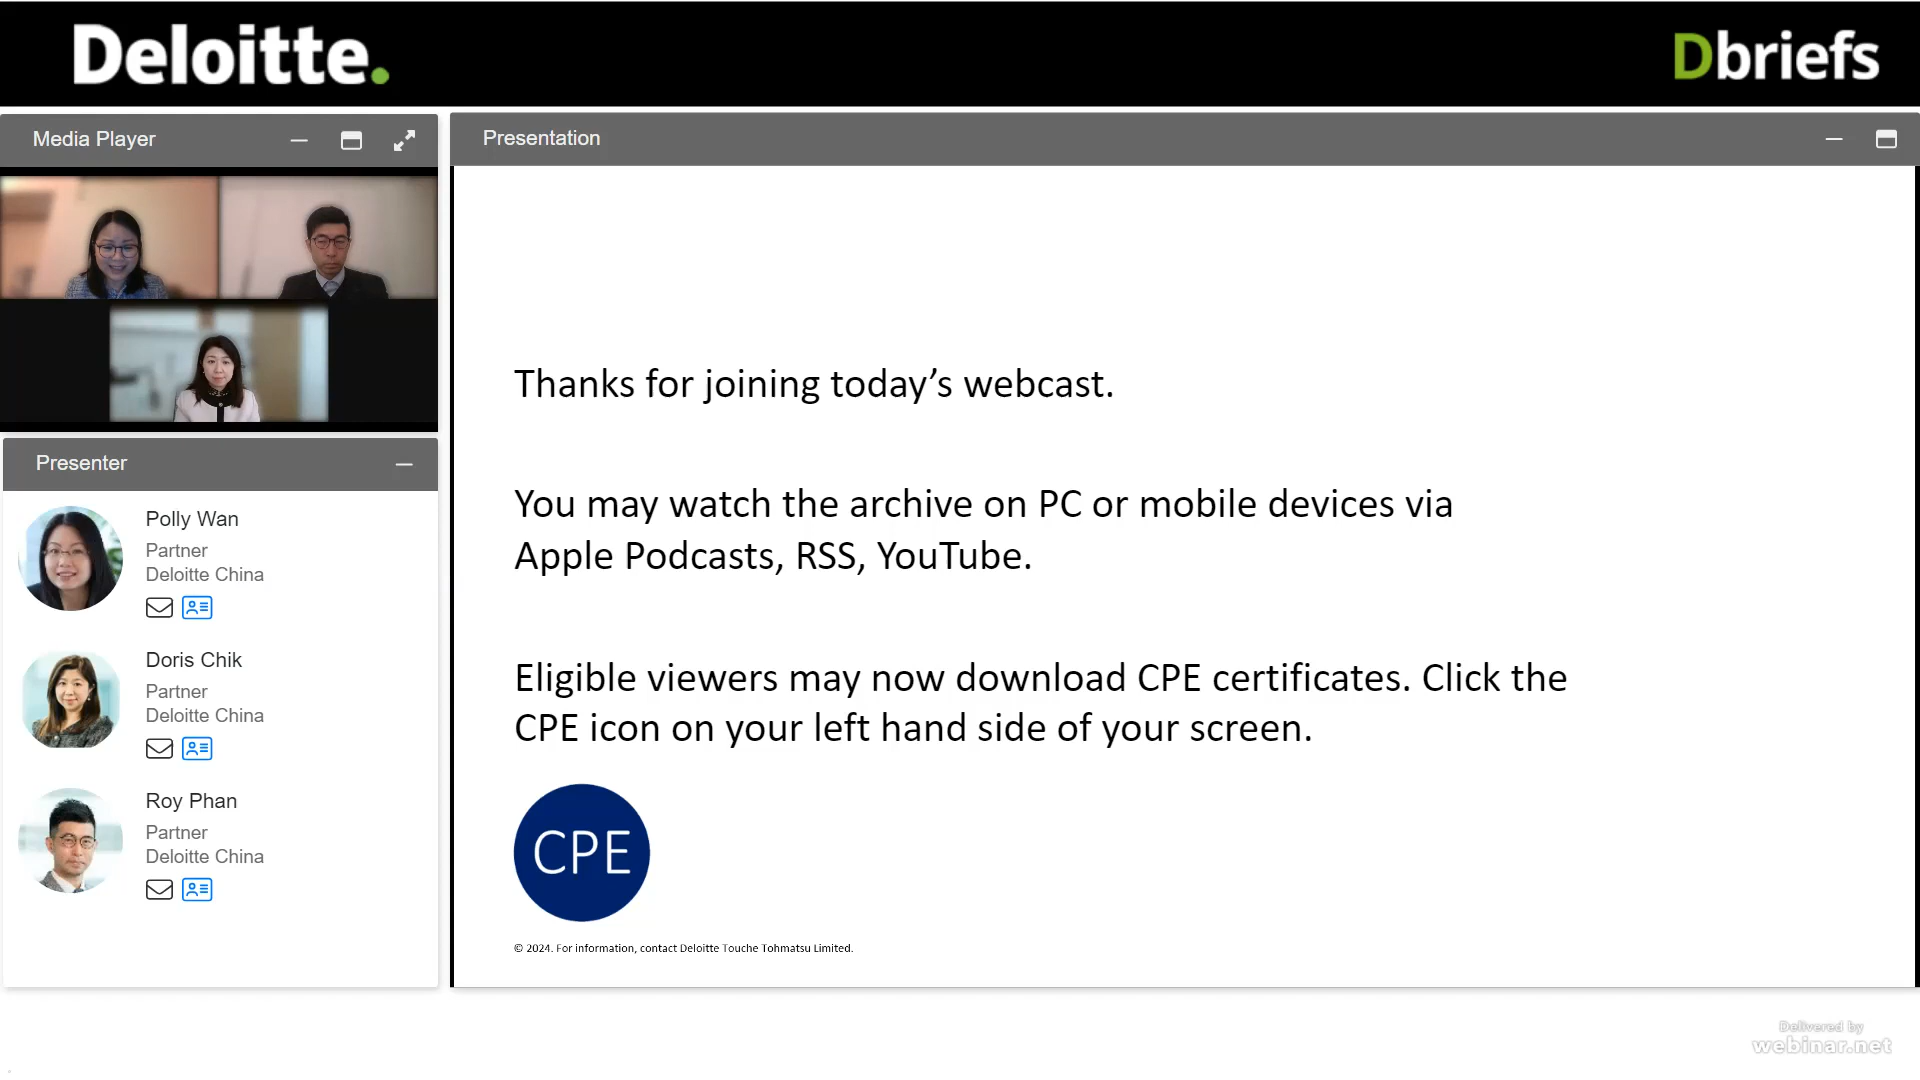 Deloitte.
Dbriefs
Media Player
Presentation
Presenter
Polly Wan
Partner
Deloitte China
Doris Chik
Partner
Deloitte China
Roy Phan
Partner
Deloitte China
Thanks for joining today’s webcast.
You may watch the archive on PC or mobile devices via
Apple Podcasts, RSS, YouTube.
Eligible viewers may now download CPE certificates. Click the
CPE icon on your left hand side of your screen.
CPE
© 2024. For information, contact Deloitte Touche Tohmatsu Limited.
Delivered by
webinar.net